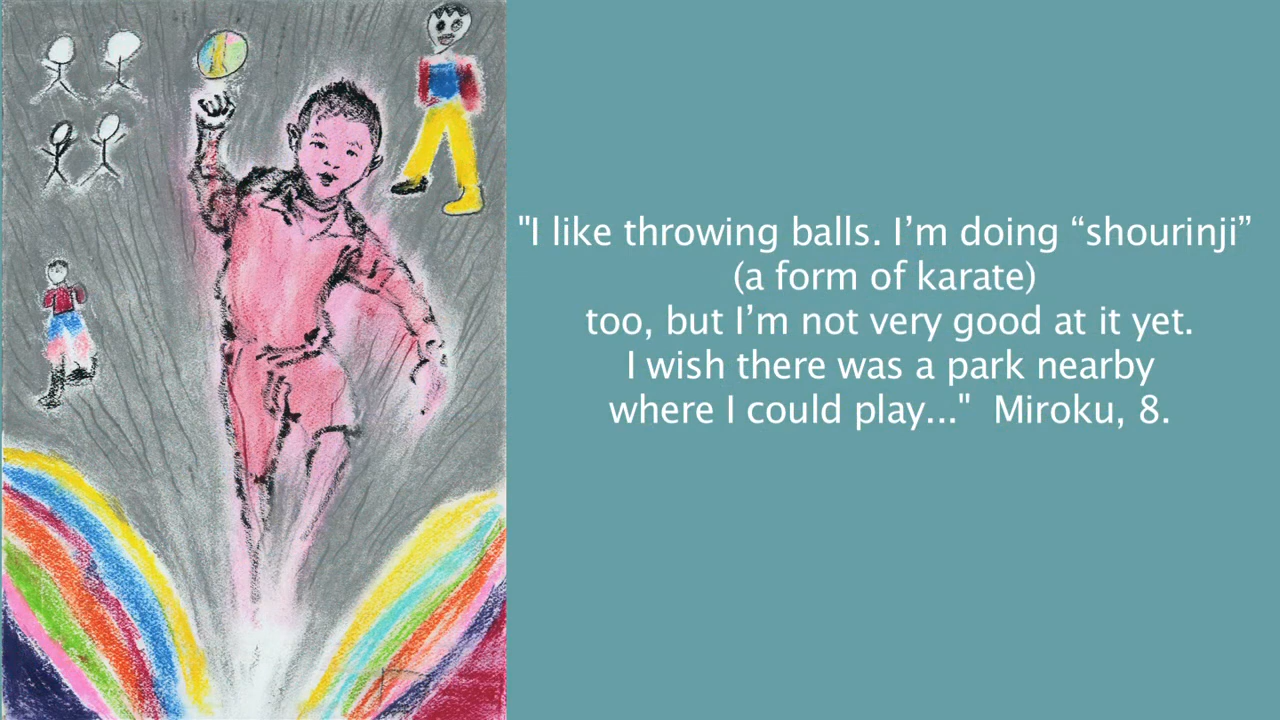 "I like throwing balls. I’m doing “shourinji”
(a form of karate)
too, but I’m not very good at it yet.
I wish there was a park nearby
where I could play..."  Miroku, 8.